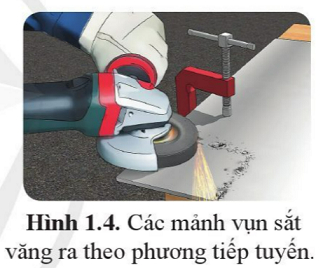 Hình 1.4. Các mảnh vụn sắt
văng ra theo phương tiếp tuyến.